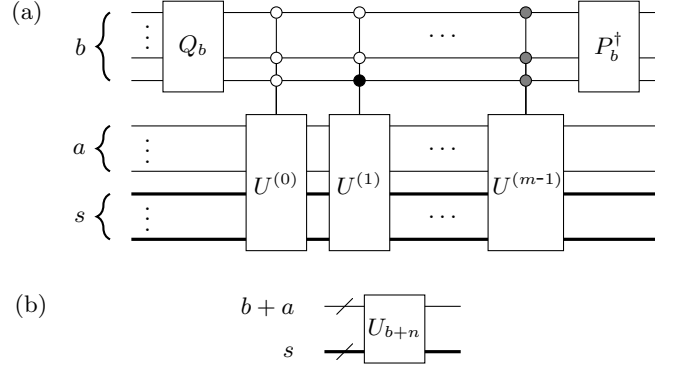 (a)
b { ⋮ Q_b ⋯ P_b^†
a { ⋮ ⋯
U^{(0)} U^{(1)} U^{(m-1)}
s { ⋮ ⋯
(b)
b + a
U_{b+n}
s